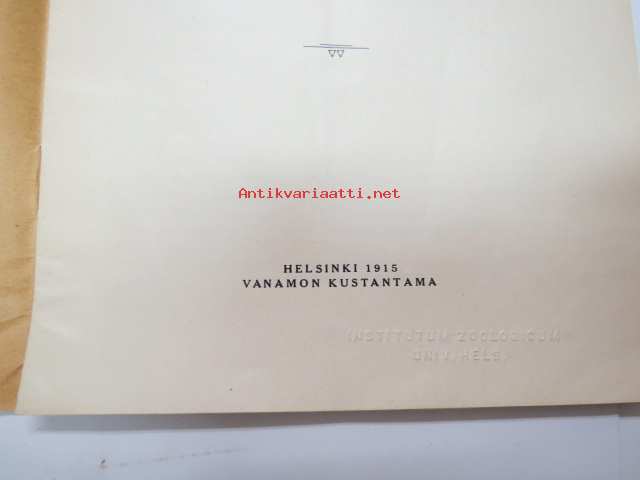 Antikvariaatti.net
HELSINKI 1915
VANAMON KUSTANTAMA
INSTITUTUM ZOOLOGICUM
UNIV. HELS.